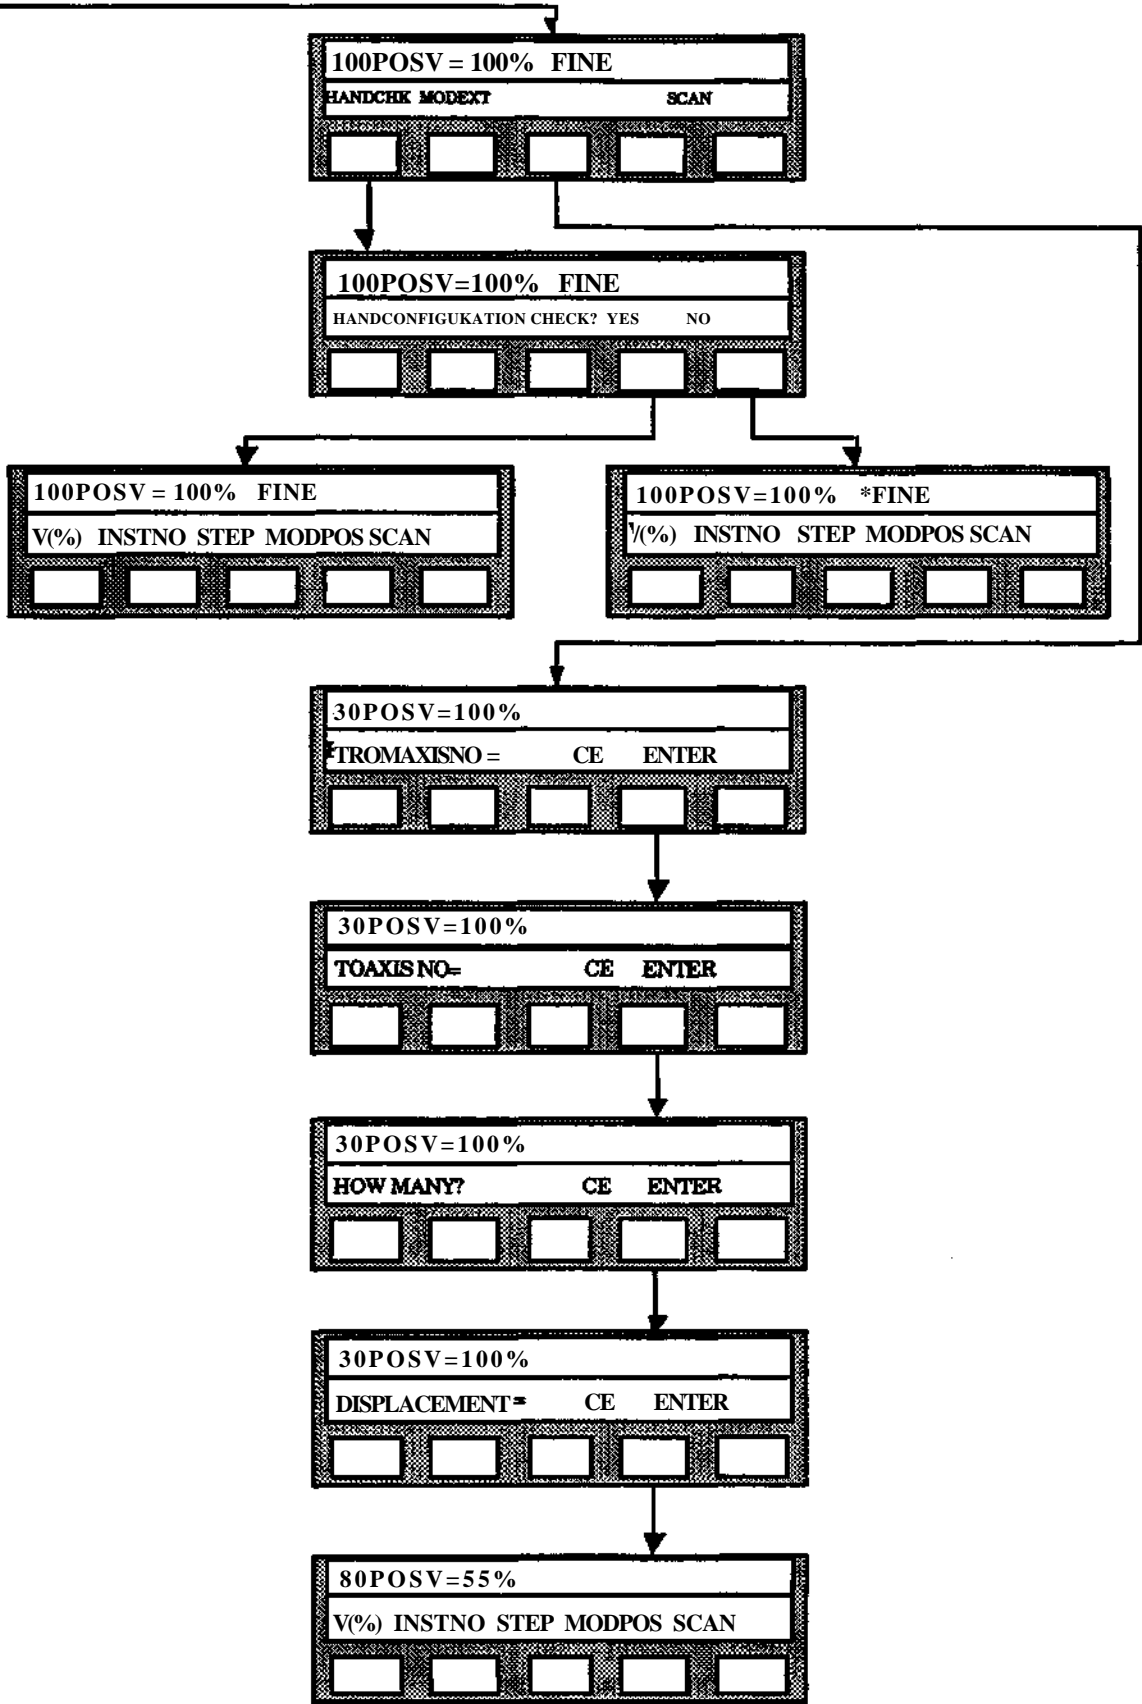 100POSV = 100% FINE
HANDCHK MODEXT SCAN
100POSV=100% FINE
HANDCONFIGUKATION CHECK? YES NO
100POSV = 100% FINE
V(%) INSTNO STEP MODPOS SCAN
100POSV=100% *FINE
V(%) INSTNO STEP MODPOS SCAN
30POSV=100%
TROMAXISNO = CE ENTER
30POSV=100%
TOAXIS NO= CE ENTER
30POSV=100%
HOW MANY? CE ENTER
30POSV=100%
DISPLACEMENT = CE ENTER
80POSV=55%
V(%) INSTNO STEP MODPOS SCAN